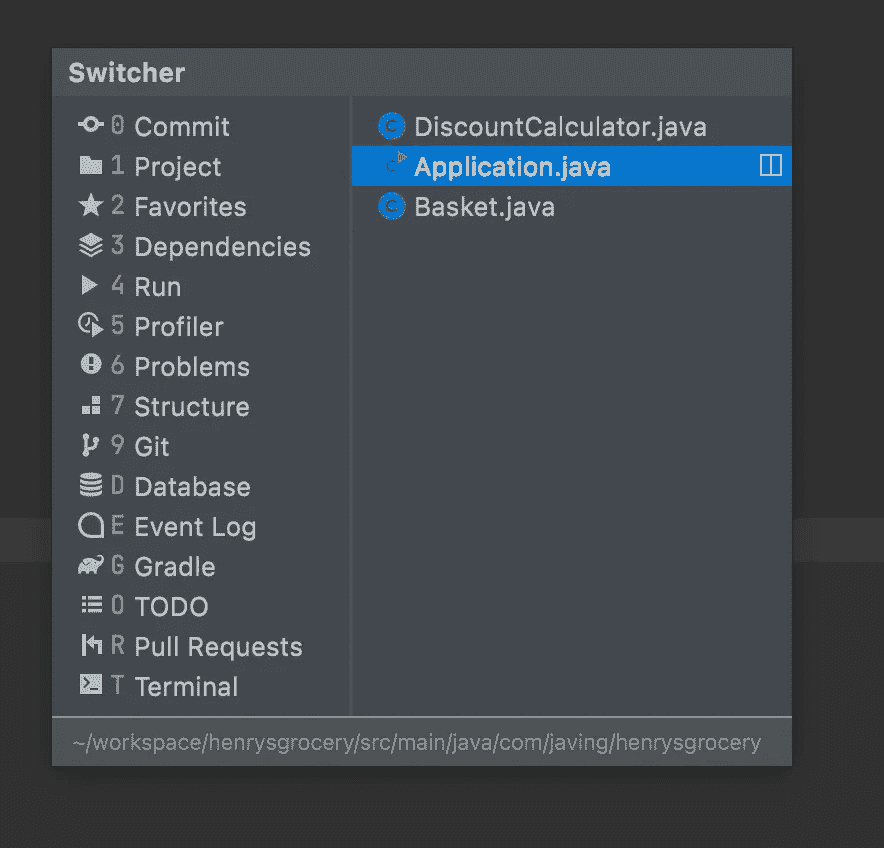 Switcher
0 Commit
1 Project
2 Favorites
3 Dependencies
4 Run
5 Profiler
6 Problems
7 Structure
9 Git
D Database
E Event Log
G Gradle
O TODO
R Pull Requests
T Terminal
C DiscountCalculator.java
C Application.java
C Basket.java
~/workspace/henrysgrocery/src/main/java/com/javing/henrysgrocery